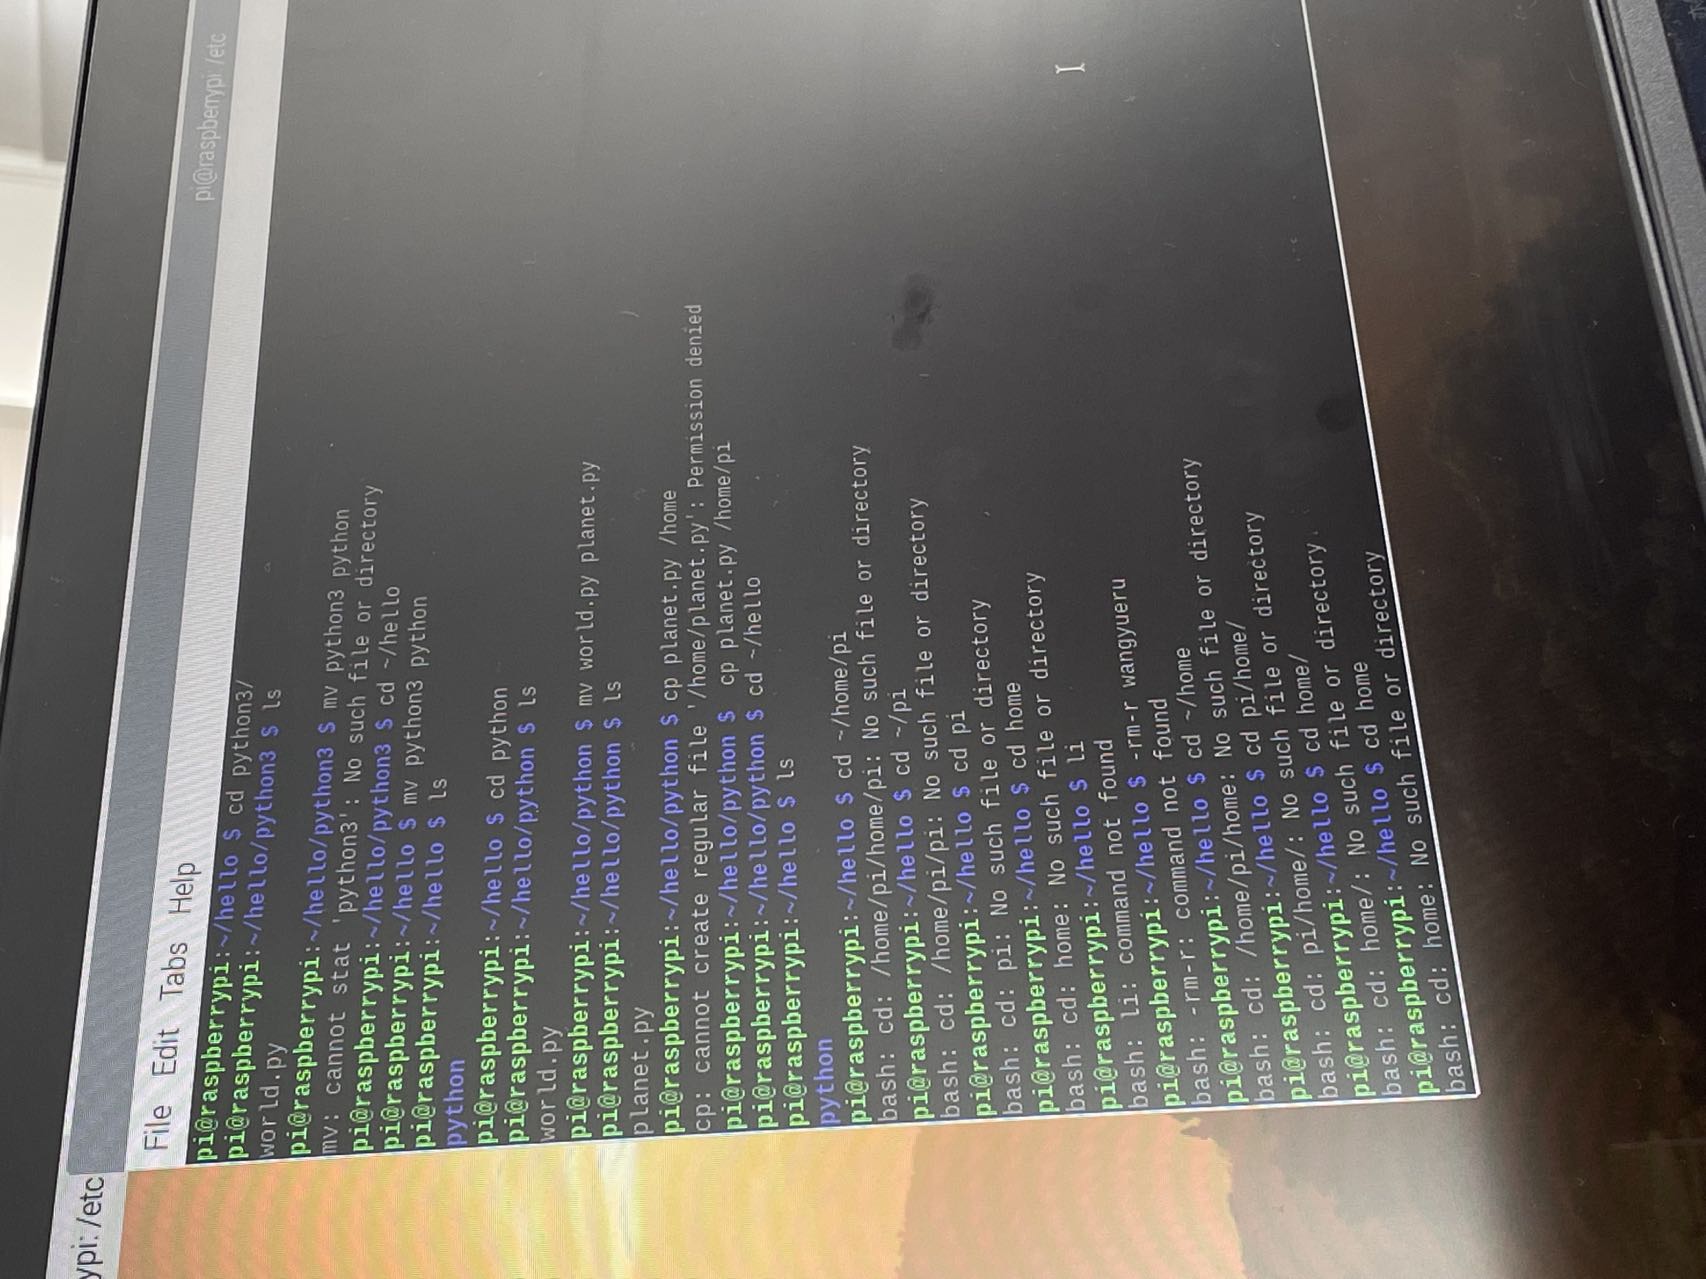 ypi: /etc
pi@raspberrypi: /etc
File Edit Tabs Help
pi@raspberrypi:~/hello $ cd python3/
pi@raspberrypi:~/hello/python3 $ ls
world.py
pi@raspberrypi:~/hello/python3 $ mv python3 python
mv: cannot stat 'python3': No such file or directory
pi@raspberrypi:~/hello/python3 $ cd ~/hello
pi@raspberrypi:~/hello $ mv python3 python
pi@raspberrypi:~/hello $ ls
python
pi@raspberrypi:~/hello $ cd python
pi@raspberrypi:~/hello/python $ ls
world.py
pi@raspberrypi:~/hello/python $ mv world.py planet.py
pi@raspberrypi:~/hello/python $ ls
planet.py
pi@raspberrypi:~/hello/python $ cp planet.py /home
cp: cannot create regular file '/home/planet.py': Permission denied
pi@raspberrypi:~/hello/python $  cp planet.py /home/pi
pi@raspberrypi:~/hello/python $ cd ~/hello
pi@raspberrypi:~/hello $ ls
python
pi@raspberrypi:~/hello $ cd ~/home/pi
bash: cd: /home/pi/home/pi: No such file or directory
pi@raspberrypi:~/hello $ cd ~/pi
bash: cd: /home/pi/pi: No such file or directory
pi@raspberrypi:~/hello $ cd pi
bash: cd: pi: No such file or directory
pi@raspberrypi:~/hello $ cd home
bash: cd: home: No such file or directory
pi@raspberrypi:~/hello $ li
bash: li: command not found
pi@raspberrypi:~/hello $ -rm-r wangyueru
bash: -rm-r: command not found
pi@raspberrypi:~/hello $ cd ~/home
bash: cd: /home/pi/home: No such file or directory
pi@raspberrypi:~/hello $ cd pi/home/
bash: cd: pi/home/: No such file or directory
pi@raspberrypi:~/hello $ cd home/
bash: cd: home/: No such file or directory
pi@raspberrypi:~/hello $ cd home
bash: cd: home: No such file or directory